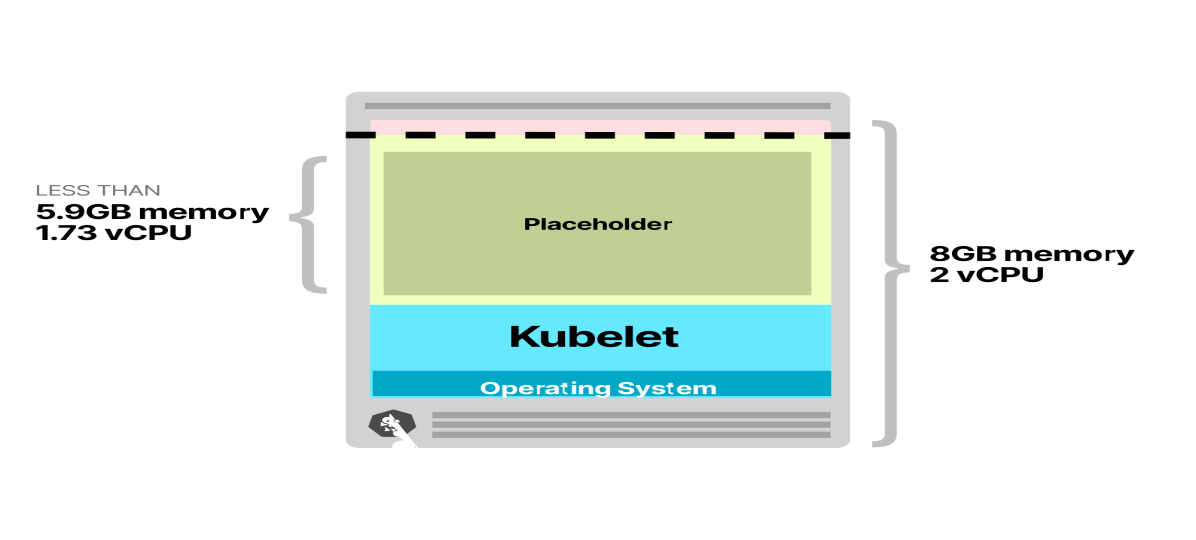 LESS THAN
5.9GB memory
1.73 vCPU
Placeholder
8GB memory
2 vCPU
Kubelet
Operating System